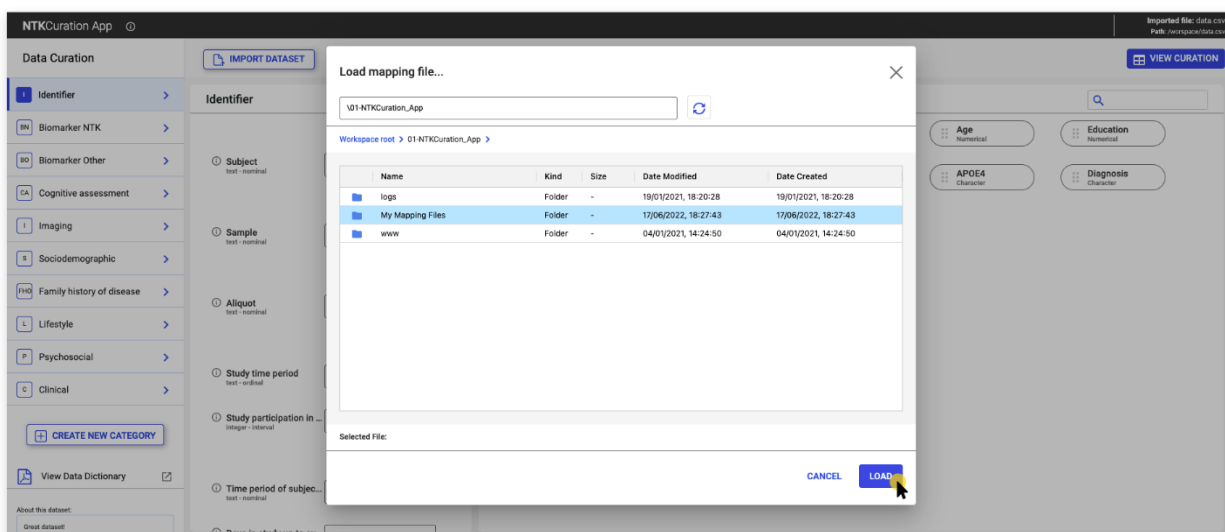 NTKCuration App
Imported file: data.csv
Path: /worspace/data.csv
Data Curation
IMPORT DATASET
VIEW CURATION
Load mapping file...
\01-NTKCuration_App
Workspace root > 01-NTKCuration_App >
Name Kind Size Date Modified Date Created
logs Folder - 19/01/2021, 18:20:28 19/01/2021, 18:20:28
My Mapping Files Folder - 17/06/2022, 18:27:43 17/06/2022, 18:27:43
www Folder - 04/01/2021, 14:24:50 04/01/2021, 14:24:50
Selected File:
CANCEL
LOAD
I Identifier
BN Biomarker NTK
BO Biomarker Other
CA Cognitive assessment
I Imaging
S Sociodemographic
FHO Family history of disease
L Lifestyle
P Psychosocial
C Clinical
CREATE NEW CATEGORY
View Data Dictionary
About this dataset:
Great dataset!
Identifier
Subject
text - nominal
Sample
text - nominal
Aliquot
text - nominal
Study time period
text - ordinal
Study participation in ...
integer - interval
Time period of subjec...
text - nominal
Age
Numerical
Education
Numerical
APOE4
Character
Diagnosis
Character